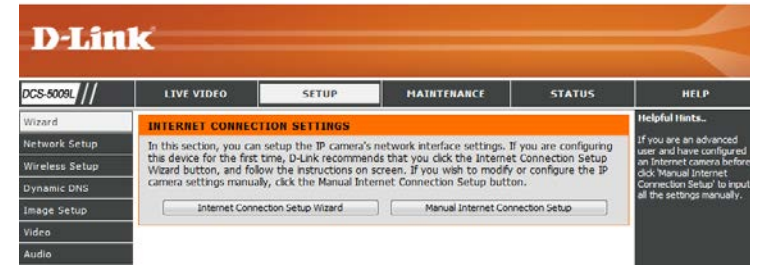 D-Link
DCS-5009L
LIVE VIDEO
SETUP
MAINTENANCE
STATUS
HELP
Wizard
Network Setup
Wireless Setup
Dynamic DNS
Image Setup
Video
Audio
INTERNET CONNECTION SETTINGS
In this section, you can setup the IP camera's network interface settings. If you are configuring
this device for the first time, D-Link recommends that you click the Internet Connection Setup
Wizard button, and follow the instructions on screen. If you wish to modify or configure the IP
camera settings manually, click the Manual Internet Connection Setup button.
Internet Connection Setup Wizard
Manual Internet Connection Setup
Helpful Hints..
If you are an advanced
user and have configured
an Internet camera before
click 'Manual Internet
Connection Setup' to input
all the settings manually.